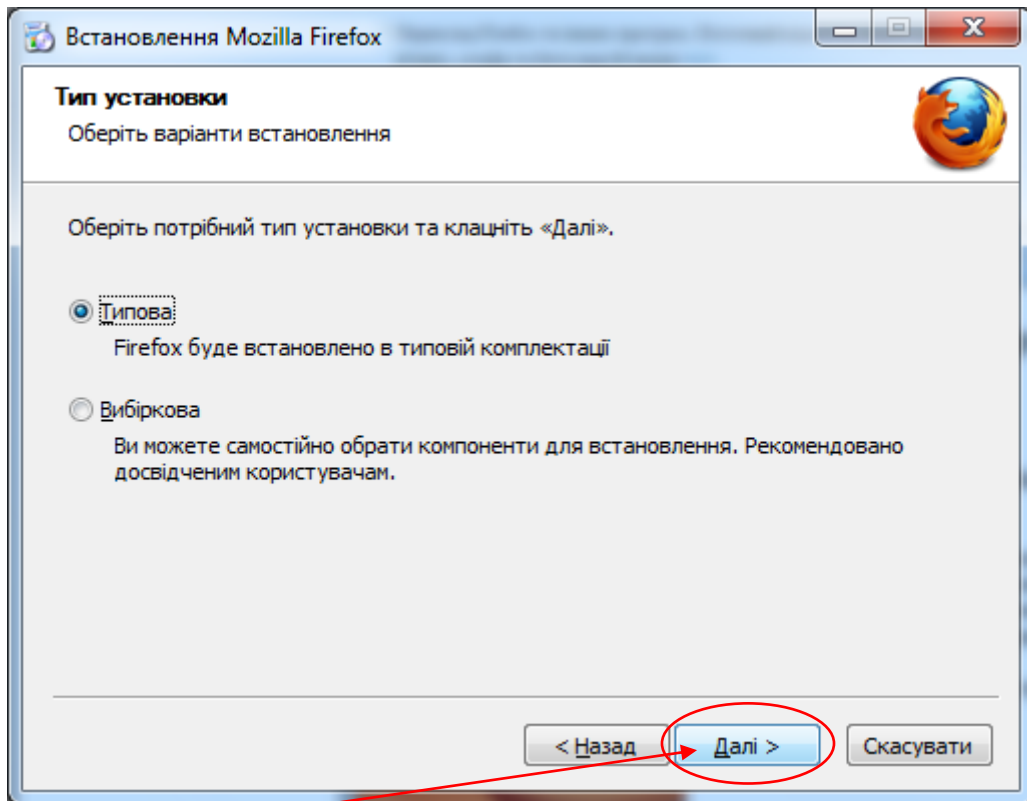 Встановлення Mozilla Firefox
Тип установки
Оберіть варіанти встановлення
Оберіть потрібний тип установки та клацніть «Далі».
Типова
Firefox буде встановлено в типовій комплектації
Вибіркова
Ви можете самостійно обрати компоненти для встановлення. Рекомендовано
досвідченим користувачам.
< Назад Далі > Скасувати